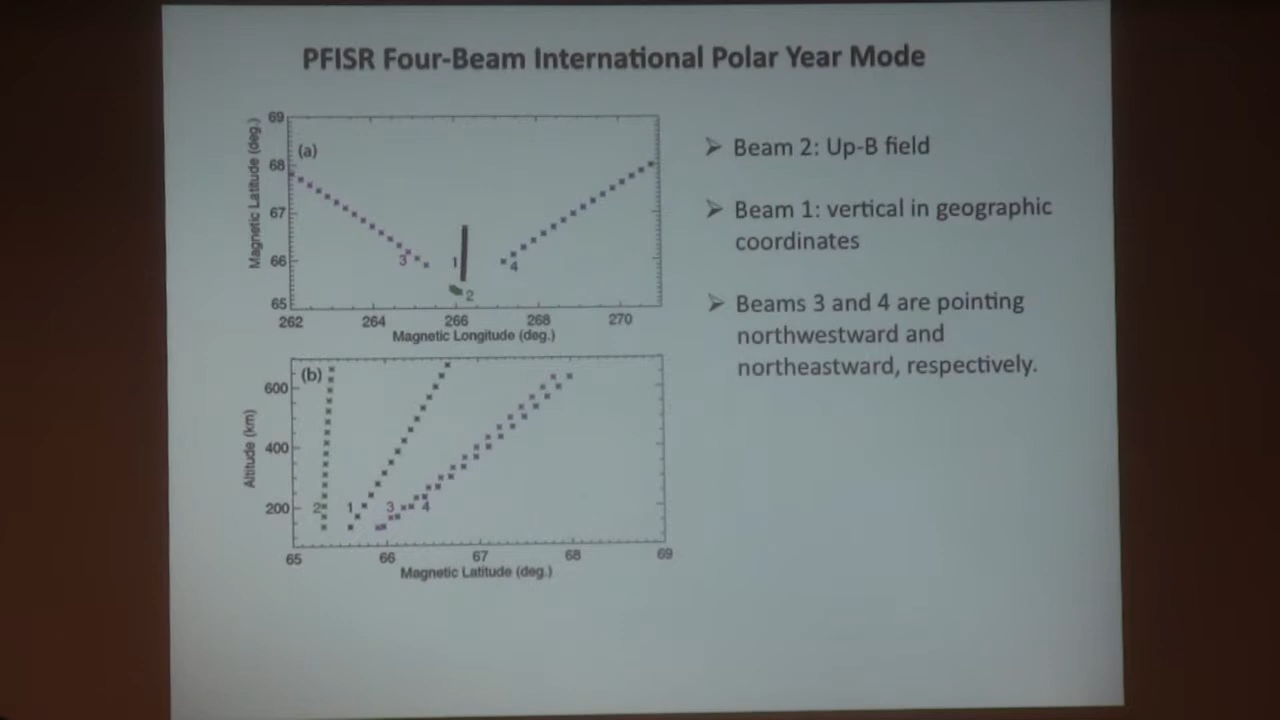 PFISR Four-Beam International Polar Year Mode
69
68
67
66
65
Magnetic Latitude (deg.)
(a)
3
1
2
4
262
264
266
268
270
Magnetic Longitude (deg.)
600
400
200
Altitude (km)
(b)
2
1
3
4
65
66
67
68
69
Magnetic Latitude (deg.)
➢ Beam 2: Up-B field
➢ Beam 1: vertical in geographic
coordinates
➢ Beams 3 and 4 are pointing
northwestward and
northeastward, respectively.